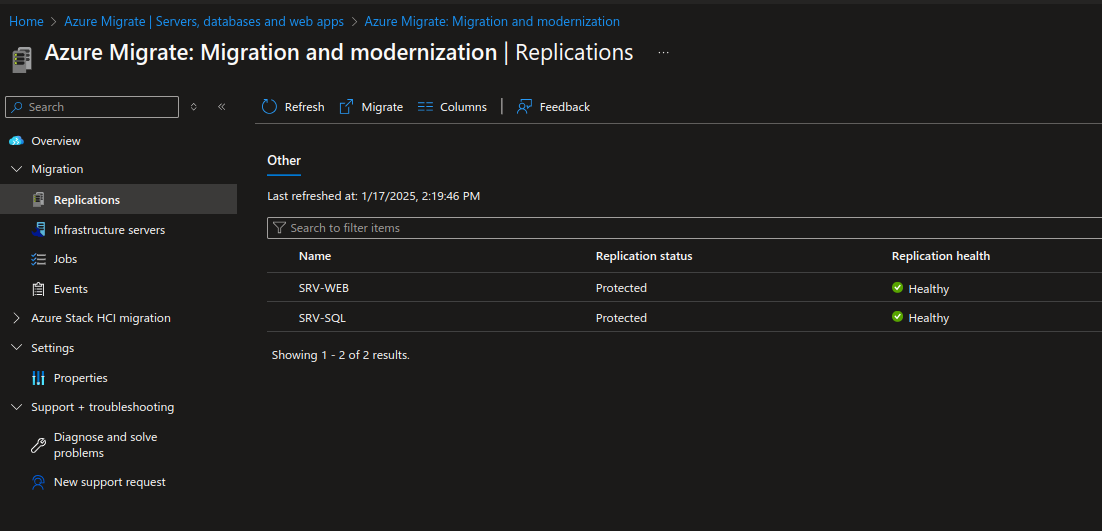 Home > Azure Migrate | Servers, databases and web apps > Azure Migrate: Migration and modernization
Azure Migrate: Migration and modernization | Replications ...
Search
Refresh Migrate Columns | Feedback
Overview
Migration
Replications
Infrastructure servers
Jobs
Events
Azure Stack HCI migration
Settings
Properties
Support + troubleshooting
Diagnose and solve
problems
New support request
Other
Last refreshed at: 1/17/2025, 2:19:46 PM
Search to filter items
Name Replication status Replication health
SRV-WEB Protected Healthy
SRV-SQL Protected Healthy
Showing 1 - 2 of 2 results.